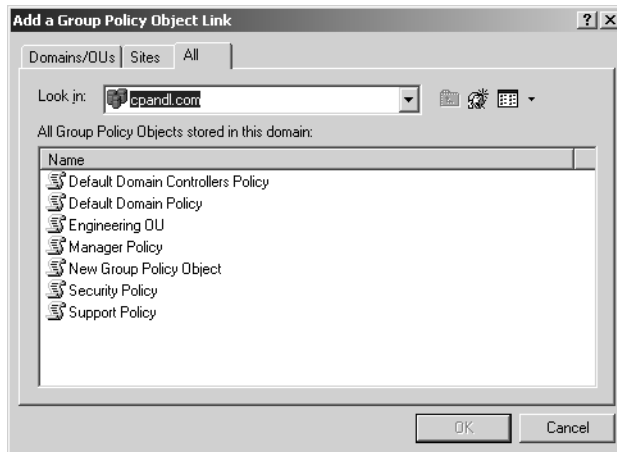 Add a Group Policy Object Link
Domains/OUs Sites All
Look in: cpandl.com
All Group Policy Objects stored in this domain:
Name
Default Domain Controllers Policy
Default Domain Policy
Engineering OU
Manager Policy
New Group Policy Object
Security Policy
Support Policy
OK Cancel